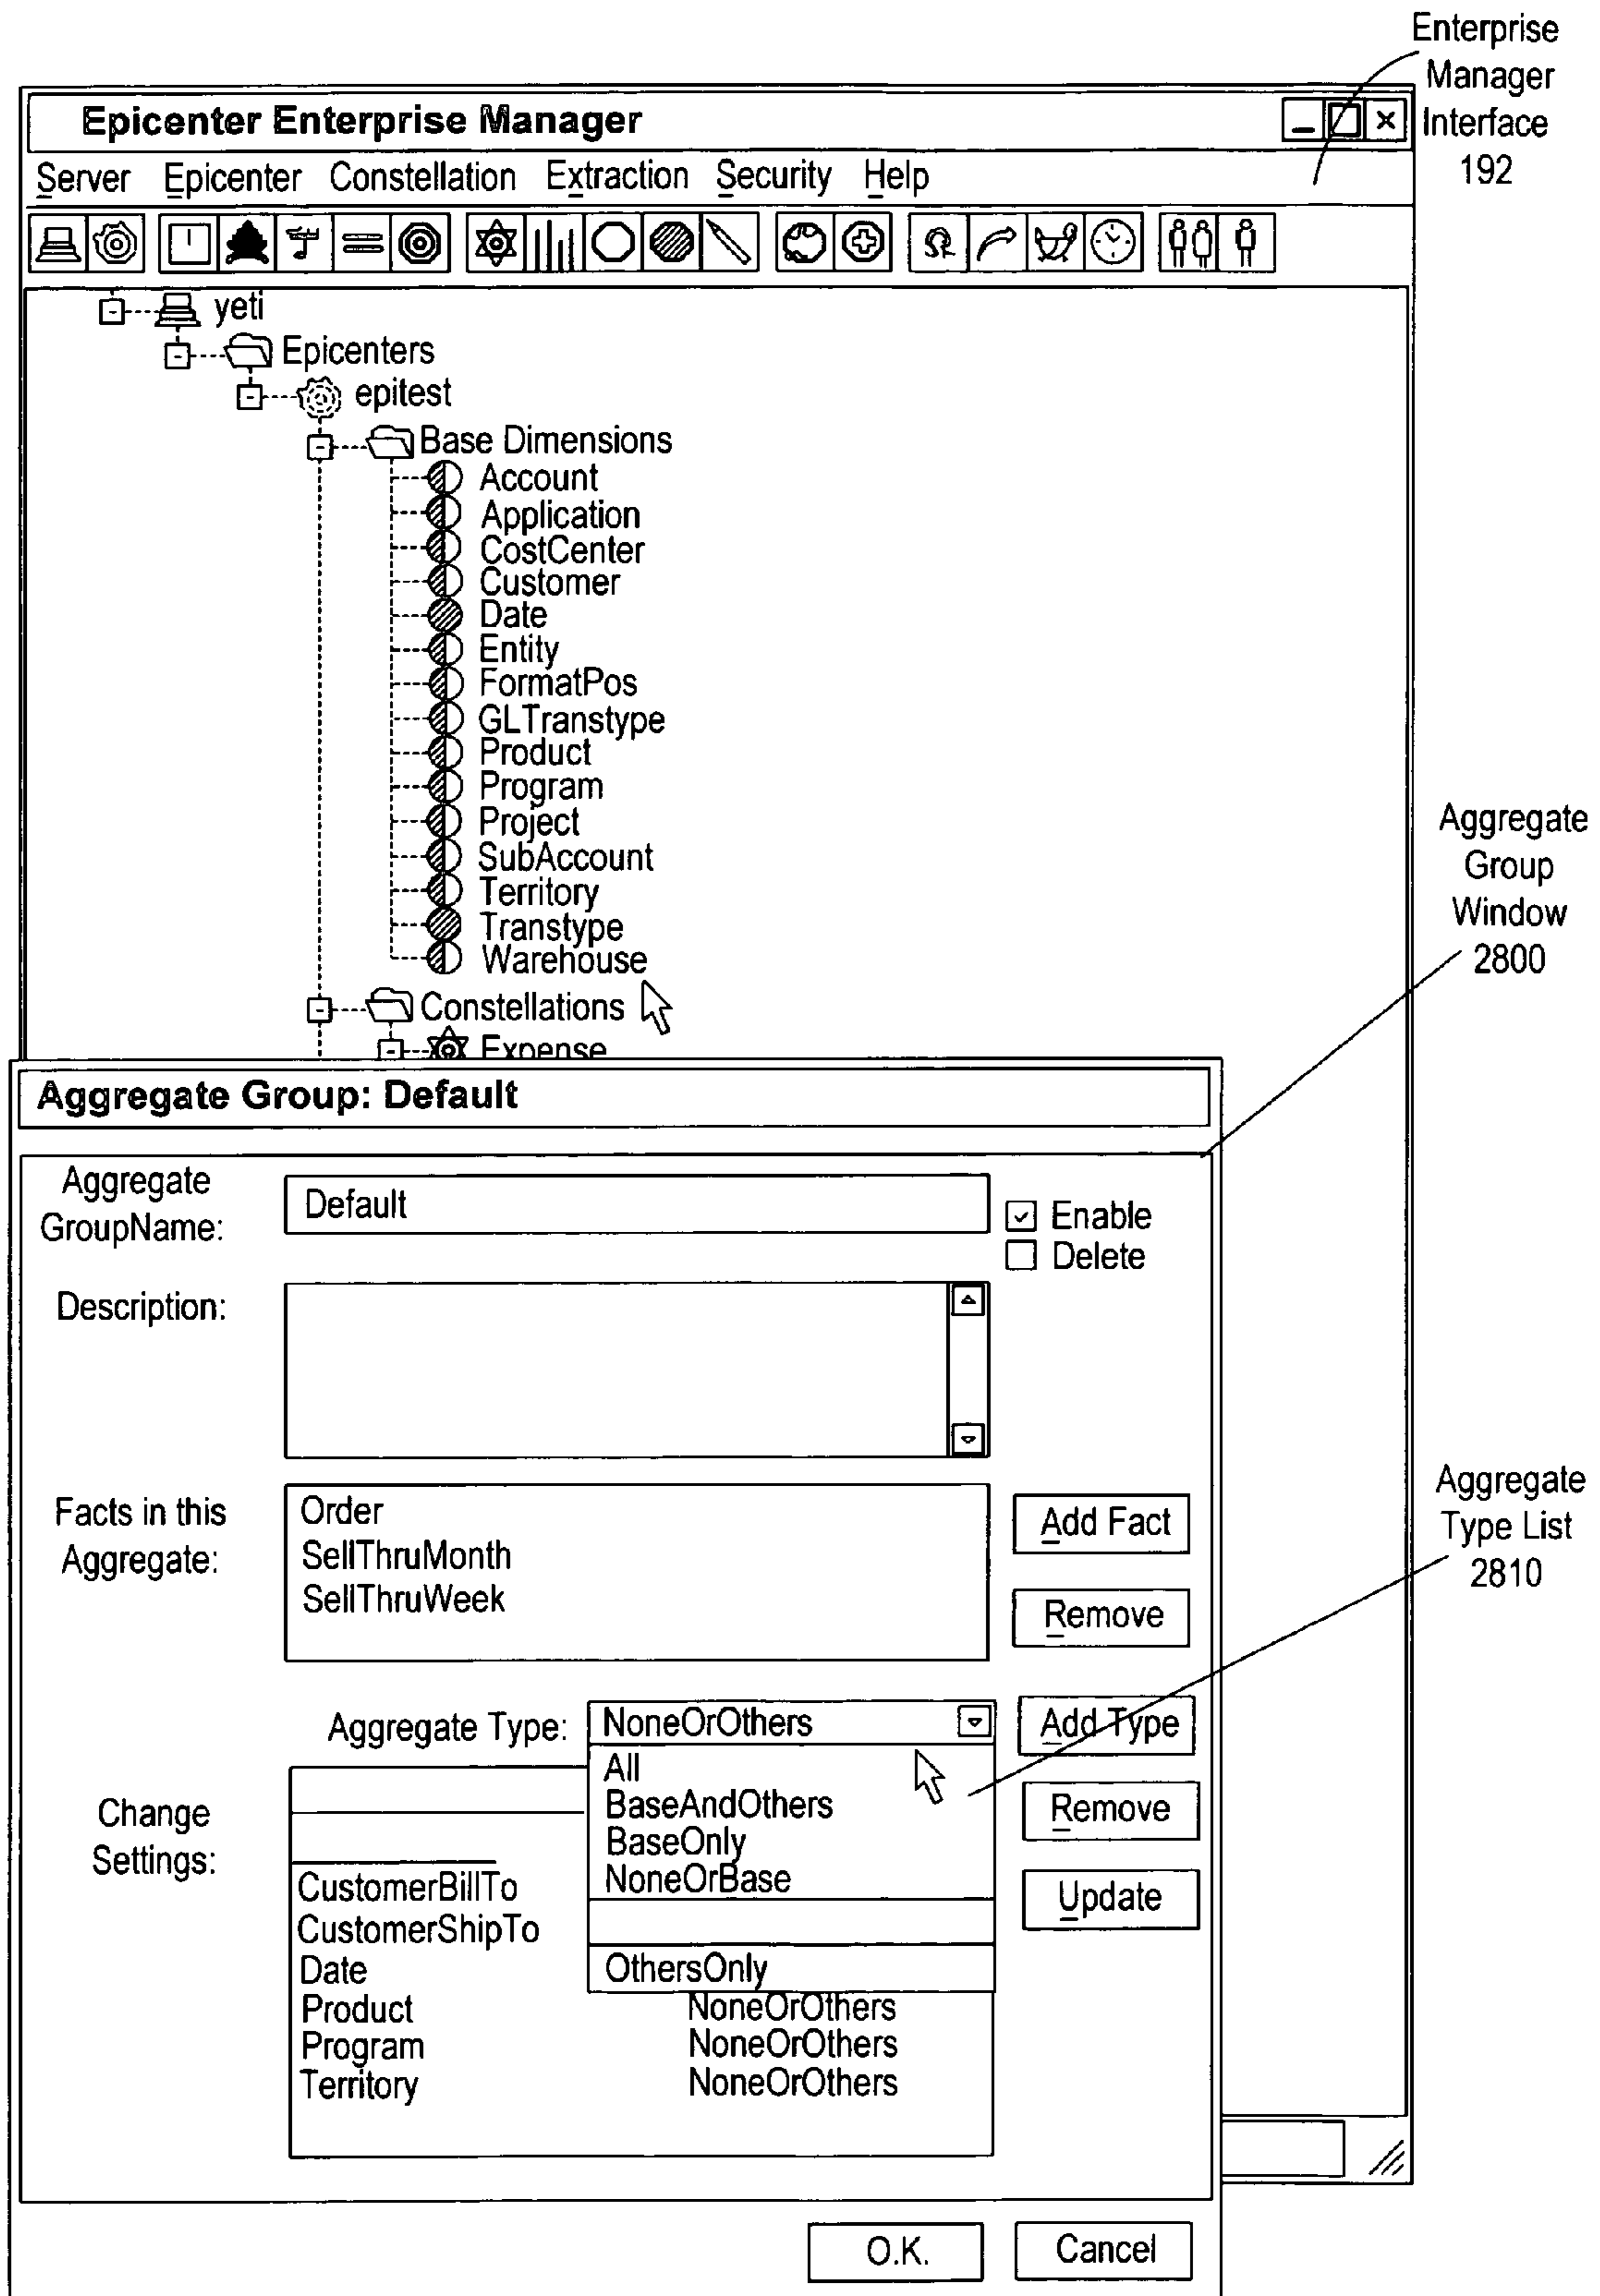 Enterprise
Manager
Interface
192
Epicenter Enterprise Manager
Server Epicenter Constellation Extraction Security Help
yeti
Epicenters
epitest
Base Dimensions
Account
Application
CostCenter
Customer
Date
Entity
FormatPos
GLTranstype
Product
Program
Project
SubAccount
Territory
Transtype
Warehouse
Constellations
Expense
Aggregate
Group
Window
2800
Aggregate Group: Default
Aggregate
GroupName:
Default
Enable
Delete
Description:
Facts in this
Aggregate:
Order
SellThruMonth
SellThruWeek
Add Fact
Remove
Aggregate
Type List
2810
Aggregate Type: NoneOrOthers
Add Type
All
BaseAndOthers
BaseOnly
NoneOrBase
OthersOnly
Remove
Update
Change
Settings:
CustomerBillTo
CustomerShipTo
Date
Product NoneOrOthers
Program NoneOrOthers
Territory NoneOrOthers
O.K. Cancel